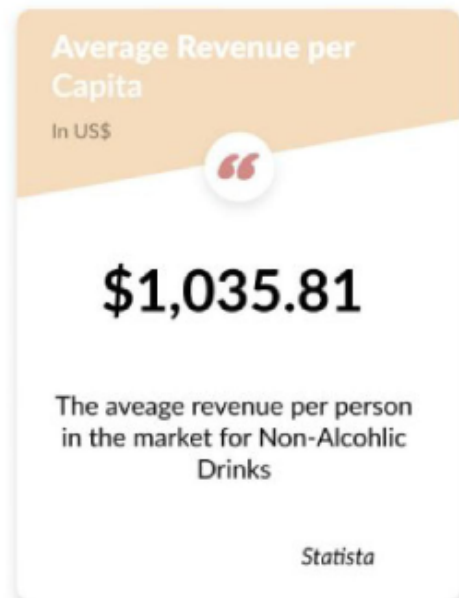 Average Revenue per
Capita
In US$
“
$1,035.81
The aveage revenue per person
in the market for Non-Alcohlic
Drinks
Statista